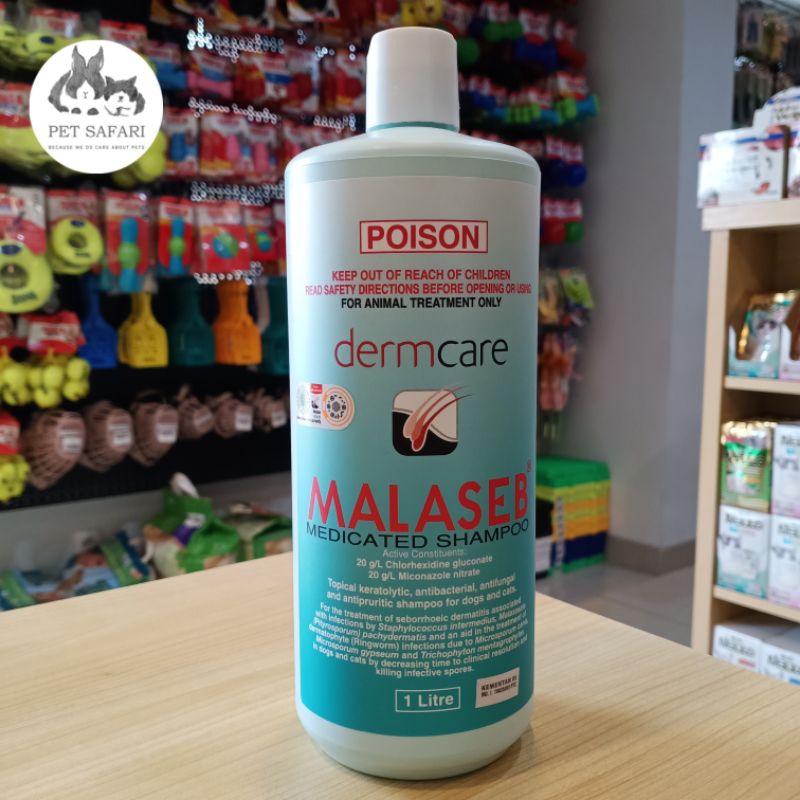 PET SAFARI
BECAUSE WE DO CARE ABOUT PETS
POISON
KEEP OUT OF REACH OF CHILDREN
READ SAFETY DIRECTIONS BEFORE OPENING OR USING
FOR ANIMAL TREATMENT ONLY
dermcare
MALASEB®
MEDICATED SHAMPOO
Active Constituents:
20 g/L Chlorhexidine gluconate
20 g/L Miconazole nitrate
Topical keratolytic, antibacterial, antifungal
and antipruritic shampoo for dogs and cats.
For the treatment of seborrhoeic dermatitis associated
with infections by Staphylococcus intermedius, Malassezia
(Pityrosporum) pachydermatis and an aid in the treatment of
dermatophyte (Ringworm) infections due to Microsporum canis,
Microsporum gypseum and Trichophyton mentagrophytes
in dogs and cats by decreasing time to clinical resolution and
killing infective spores.
1 Litre
KEMENTAN RI